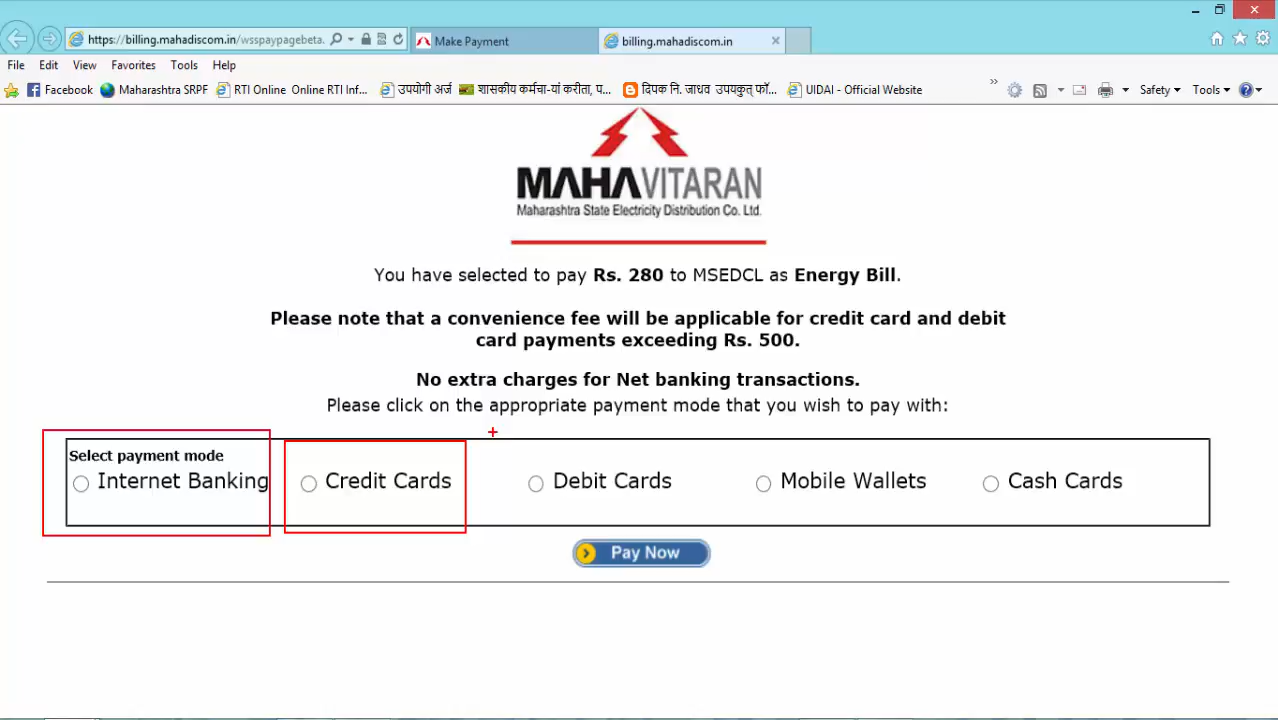 https://billing.mahadiscom.in/wsspaypagebeta.
Make Payment
billing.mahadiscom.in
File Edit View Favorites Tools Help
Facebook Maharashtra SRPF RTI Online Online RTI Inf... उपयोगी अर्ज शासकीय कर्मचा-यां करीता, प... दिपक नि. जाधव उपयकुत् फॉ... UIDAI - Official Website
Safety Tools
MAHAVITARAN
Maharashtra State Electricity Distribution Co. Ltd.
You have selected to pay Rs. 280 to MSEDCL as Energy Bill.
Please note that a convenience fee will be applicable for credit card and debit
card payments exceeding Rs. 500.
No extra charges for Net banking transactions.
Please click on the appropriate payment mode that you wish to pay with:
Select payment mode
Internet Banking Credit Cards Debit Cards Mobile Wallets Cash Cards
Pay Now